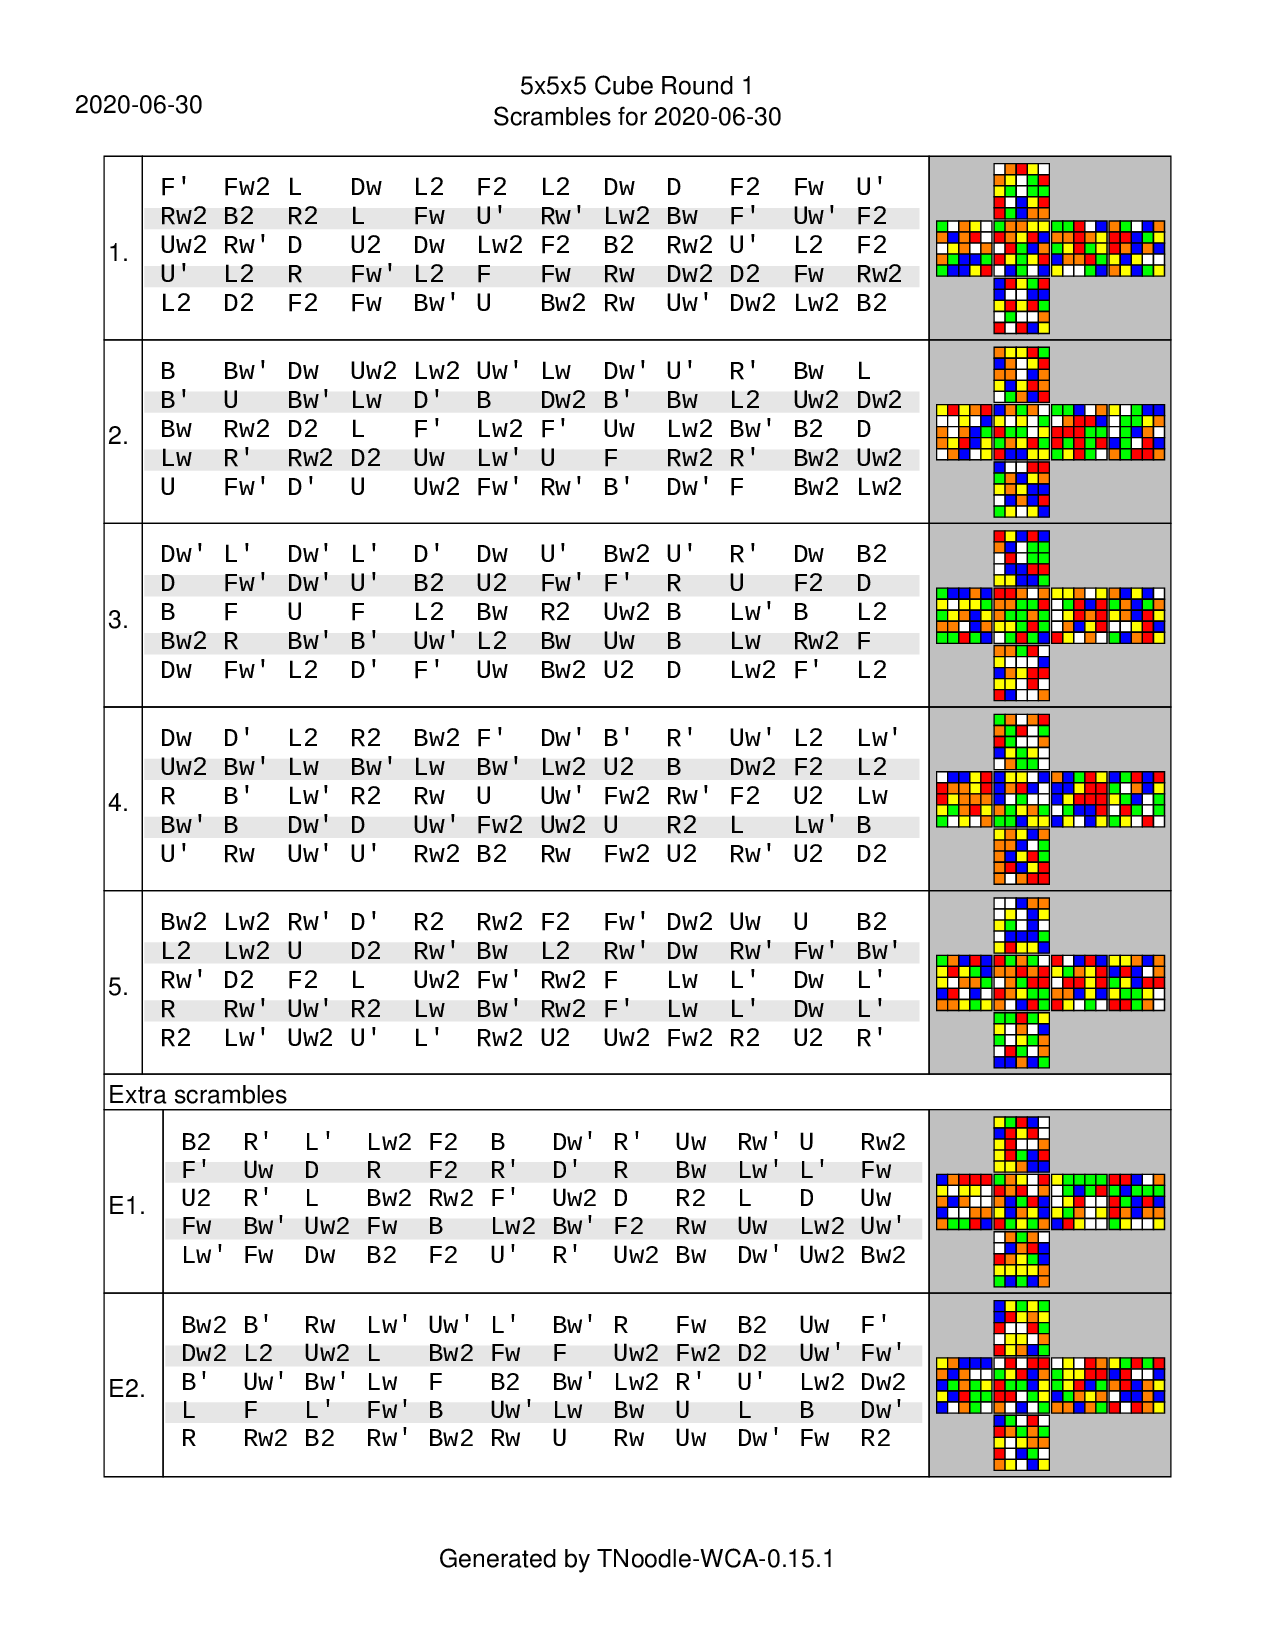 2020-06-30
5x5x5 Cube Round 1
Scrambles for 2020-06-30
1.
F' Fw2 L Dw L2 F2 L2 Dw D F2 Fw U'
Rw2 B2 R2 L Fw U' Rw' Lw2 Bw F' Uw' F2
Uw2 Rw' D U2 Dw Lw2 F2 B2 Rw2 U' L2 F2
U' L2 R Fw' L2 F Fw Rw Dw2 D2 Fw Rw2
L2 D2 F2 Fw Bw' U Bw2 Rw Uw' Dw2 Lw2 B2
2.
B Bw' Dw Uw2 Lw2 Uw' Lw Dw' U' R' Bw L
B' U Bw' Lw D' B Dw2 B' Bw L2 Uw2 Dw2
Bw Rw2 D2 L F' Lw2 F' Uw Lw2 Bw' B2 D
Lw R' Rw2 D2 Uw Lw' U F Rw2 R' Bw2 Uw2
U Fw' D' U Uw2 Fw' Rw' B' Dw' F Bw2 Lw2
3.
Dw' L' Dw' L' D' Dw U' Bw2 U' R' Dw B2
D Fw' Dw' U' B2 U2 Fw' F' R U F2 D
B F U F L2 Bw R2 Uw2 B Lw' B L2
Bw2 R Bw' B' Uw' L2 Bw Uw B Lw Rw2 F
Dw Fw' L2 D' F' Uw Bw2 U2 D Lw2 F' L2
4.
Dw D' L2 R2 Bw2 F' Dw' B' R' Uw' L2 Lw'
Uw2 Bw' Lw Bw' Lw Bw' Lw2 U2 B Dw2 F2 L2
R B' Lw' R2 Rw U Uw' Fw2 Rw' F2 U2 Lw
Bw' B Dw' D Uw' Fw2 Uw2 U R2 L Lw' B
U' Rw Uw' U' Rw2 B2 Rw Fw2 U2 Rw' U2 D2
5.
Bw2 Lw2 Rw' D' R2 Rw2 F2 Fw' Dw2 Uw U B2
L2 Lw2 U D2 Rw' Bw L2 Rw' Dw Rw' Fw' Bw'
Rw' D2 F2 L Uw2 Fw' Rw2 F Lw L' Dw L'
R Rw' Uw' R2 Lw Bw' Rw2 F' Lw L' Dw L'
R2 Lw' Uw2 U' L' Rw2 U2 Uw2 Fw2 R2 U2 R'
Extra scrambles
E1.
B2 R' L' Lw2 F2 B Dw' R' Uw Rw' U Rw2
F' Uw D R F2 R' D' R Bw Lw' L' Fw
U2 R' L Bw2 Rw2 F' Uw2 D R2 L D Uw
Fw Bw' Uw2 Fw B Lw2 Bw' F2 Rw Uw Lw2 Uw'
Lw' Fw Dw B2 F2 U' R' Uw2 Bw Dw' Uw2 Bw2
E2.
Bw2 B' Rw Lw' Uw' L' Bw' R Fw B2 Uw F'
Dw2 L2 Uw2 L Bw2 Fw F Uw2 Fw2 D2 Uw' Fw'
B' Uw' Bw' Lw F B2 Bw' Lw2 R' U' Lw2 Dw2
L F L' Fw' B Uw' Lw Bw U L B Dw'
R Rw2 B2 Rw' Bw2 Rw U Rw Uw Dw' Fw R2
Generated by TNoodle-WCA-0.15.1